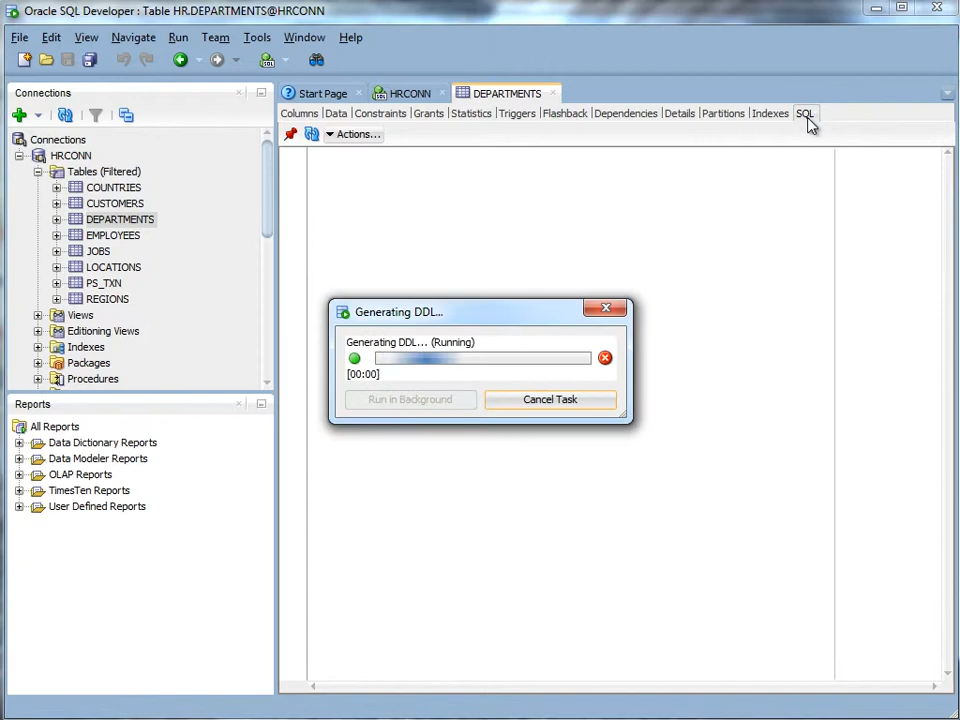 Oracle SQL Developer : Table HR.DEPARTMENTS@HRCONN
File Edit View Navigate Run Team Tools Window Help
Connections
Start Page HRCONN DEPARTMENTS
Columns Data Constraints Grants Statistics Triggers Flashback Dependencies Details Partitions Indexes SQL
Actions...
Connections
HRCONN
Tables (Filtered)
COUNTRIES
CUSTOMERS
DEPARTMENTS
EMPLOYEES
JOBS
LOCATIONS
PS_TXN
REGIONS
Views
Editioning Views
Indexes
Packages
Procedures
Generating DDL...
Generating DDL... (Running)
[00:00]
Run in Background Cancel Task
Reports
All Reports
Data Dictionary Reports
Data Modeler Reports
OLAP Reports
TimesTen Reports
User Defined Reports